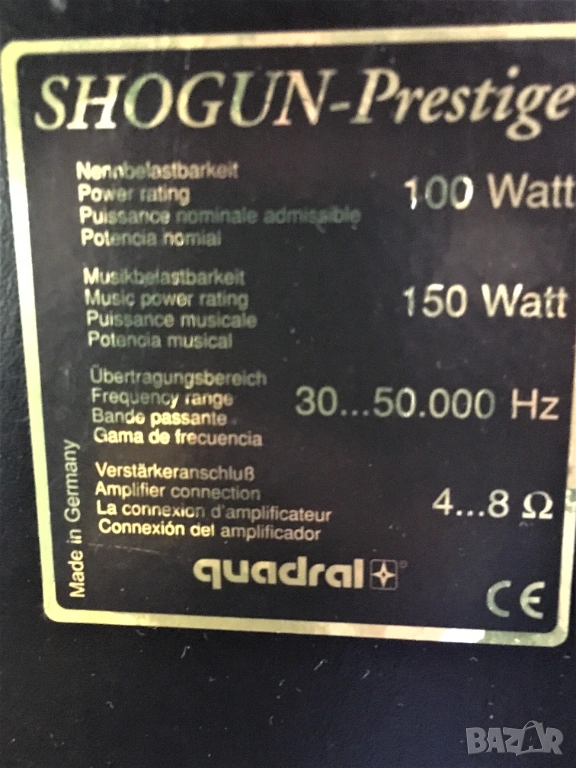 SHOGUN-Prestige
Nennbelastbarkeit
Power rating
Puissance nominale admissible
Potencia nomial
100 Watt
Musikbelastbarkeit
Music power rating
Puissance musicale
Potencia musical
150 Watt
Übertragungsbereich
Frequency range
Bande passante
Gama de frecuencia
30...50.000 Hz
Verstärkeranschluß
Amplifier connection
La connexion d'amplificateur
Connexión del amplificador
4...8 Ω
Made in Germany
quadral
CE
BAZAR